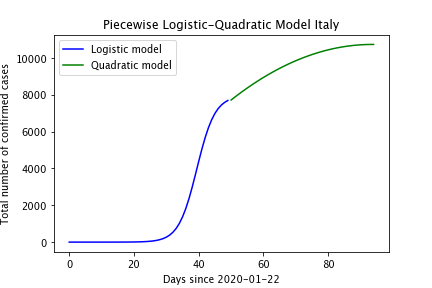 Piecewise Logistic-Quadratic Model Italy
Logistic model
Quadratic model
Total number of confirmed cases
10000
8000
6000
4000
2000
0
0 20 40 60 80
Days since 2020-01-22